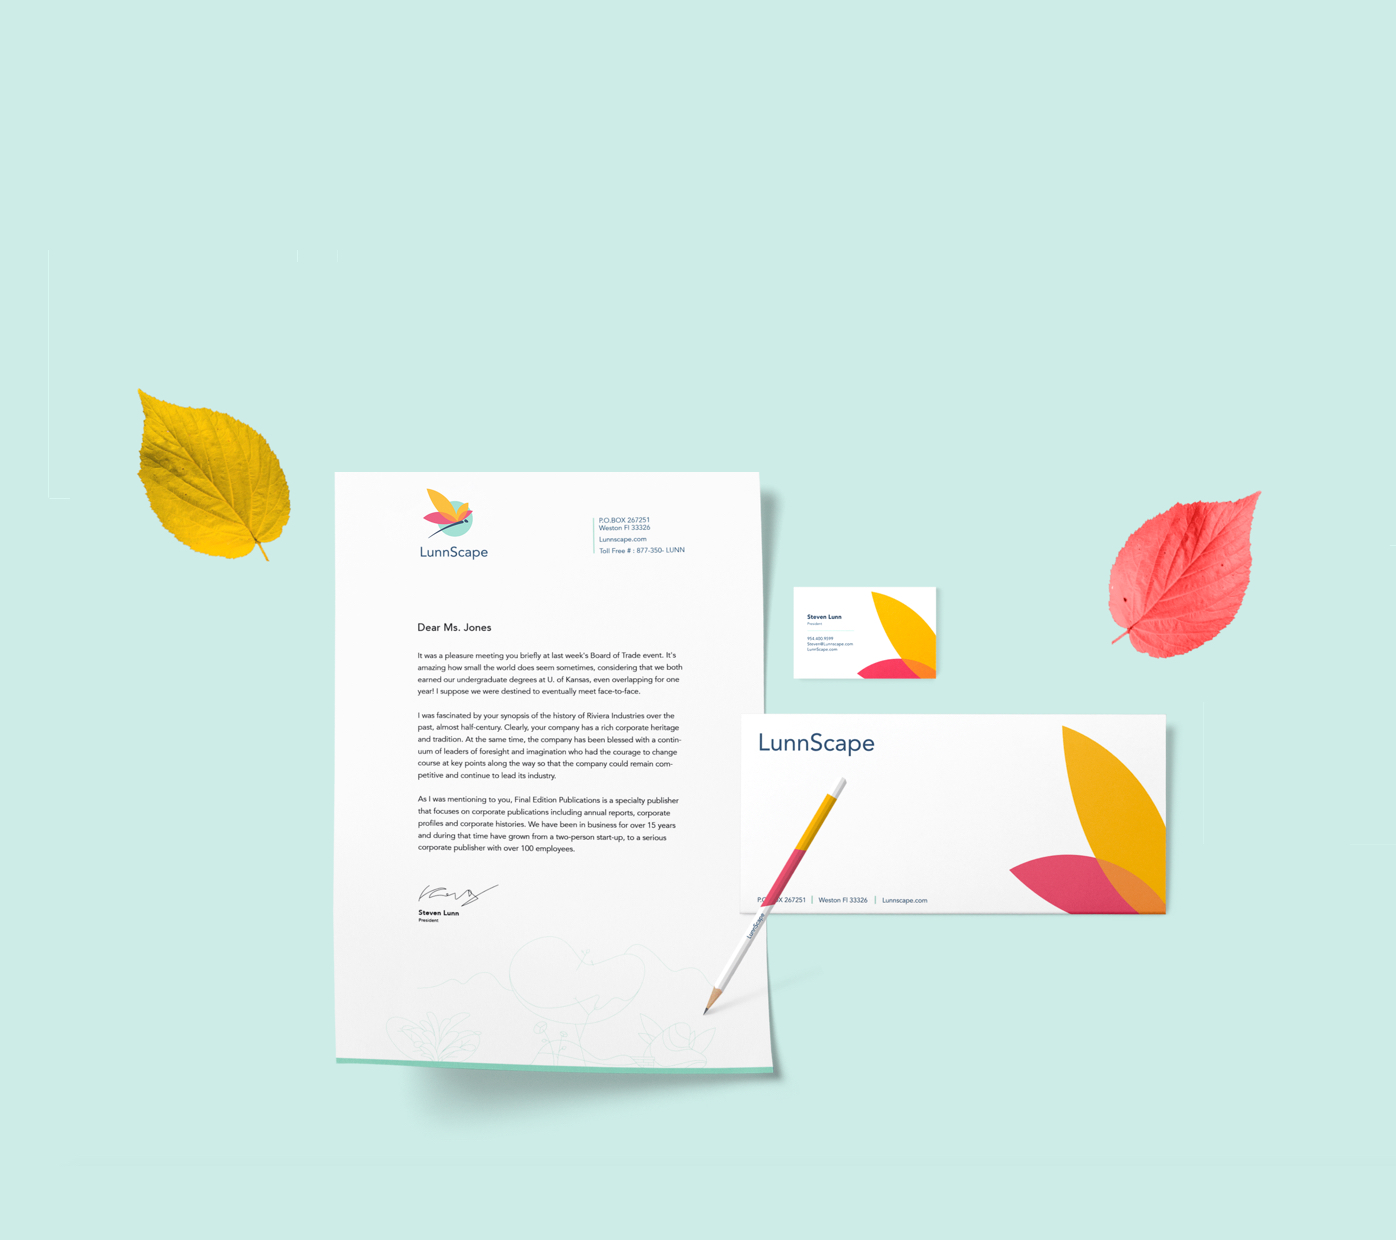 LunnScape
P.O.BOX 267251
Weston Fl 33326
Lunnscape.com
Toll Free # : 877-350- LUNN
Dear Ms. Jones
It was a pleasure meeting you briefly at last week's Board of Trade event. It's
amazing how small the world does seem sometimes, considering that we both
earned our undergraduate degrees at U. of Kansas, even overlapping for one
year! I suppose we were destined to eventually meet face-to-face.
I was fascinated by your synopsis of the history of Riviera Industries over the
past, almost half-century. Clearly, your company has a rich corporate heritage
and tradition. At the same time, the company has been blessed with a contin-
uum of leaders of foresight and imagination who had the courage to change
course at key points along the way so that the company could remain com-
petitive and continue to lead its industry.
As I was mentioning to you, Final Edition Publications is a specialty publisher
that focuses on corporate publications including annual reports, corporate
profiles and corporate histories. We have been in business for over 15 years
and during that time have grown from a two-person start-up, to a serious
corporate publisher with over 100 employees.
Steven Lunn
President
Steven Lunn
President
954.400.9599
Steven@Lunnscape.com
LunnScape.com
LunnScape
267251 | Weston Fl 33326 | Lunnscape.com
LunnScape